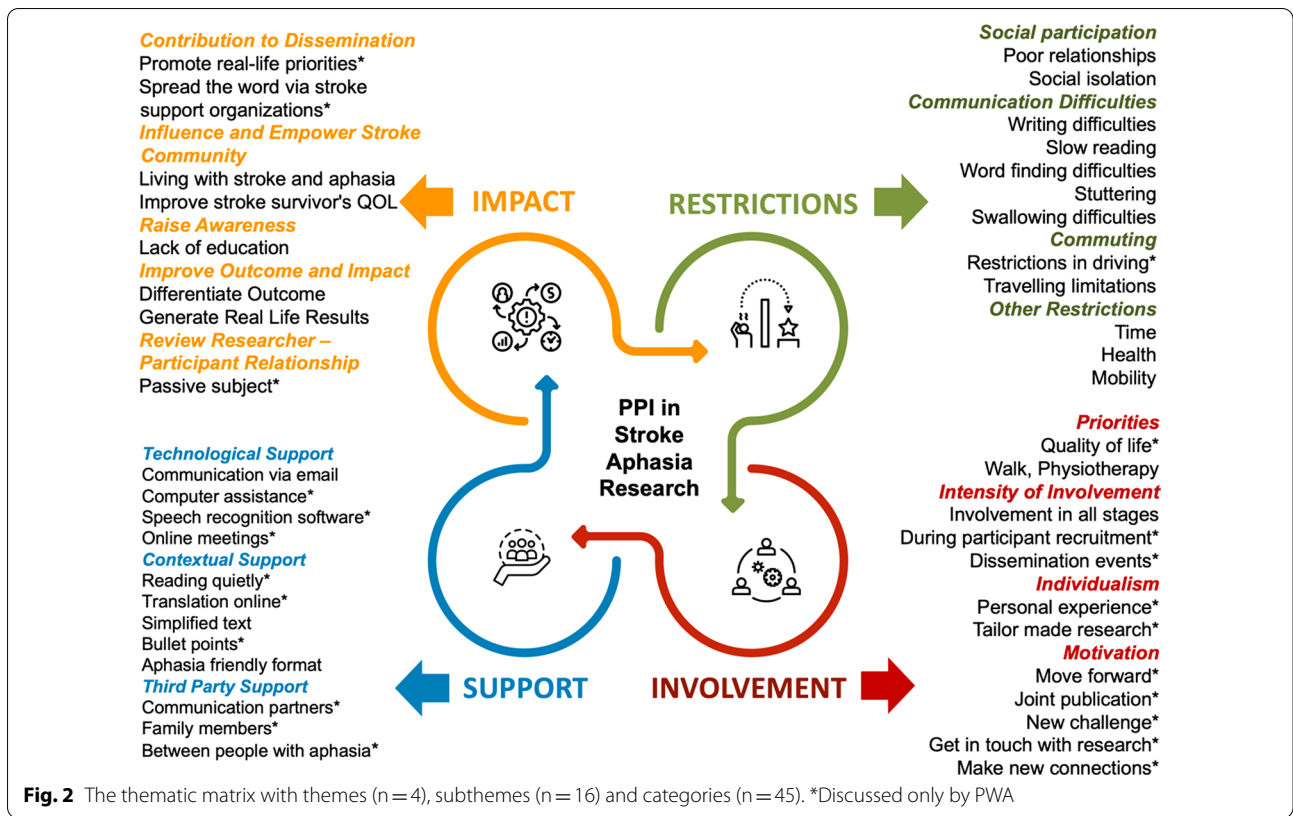 Contribution to Dissemination
Promote real-life priorities*
Spread the word via stroke
support organizations*
Influence and Empower Stroke
Community
Living with stroke and aphasia
Improve stroke survivor's QOL
Raise Awareness
Lack of education
Improve Outcome and Impact
Differentiate Outcome
Generate Real Life Results
Review Researcher –
Participant Relationship
Passive subject*
IMPACT
RESTRICTIONS
Social participation
Poor relationships
Social isolation
Communication Difficulties
Writing difficulties
Slow reading
Word finding difficulties
Stuttering
Swallowing difficulties
Commuting
Restrictions in driving*
Travelling limitations
Other Restrictions
Time
Health
Mobility
$
PPI in
Stroke
Aphasia
Research
Technological Support
Communication via email
Computer assistance*
Speech recognition software*
Online meetings*
Contextual Support
Reading quietly*
Translation online*
Simplified text
Bullet points*
Aphasia friendly format
Third Party Support
Communication partners*
Family members*
Between people with aphasia*
SUPPORT
INVOLVEMENT
Priorities
Quality of life*
Walk, Physiotherapy
Intensity of Involvement
Involvement in all stages
During participant recruitment*
Dissemination events*
Individualism
Personal experience*
Tailor made research*
Motivation
Move forward*
Joint publication*
New challenge*
Get in touch with research*
Make new connections*
Fig. 2 The thematic matrix with themes (n = 4), subthemes (n = 16) and categories (n = 45). *Discussed only by PWA